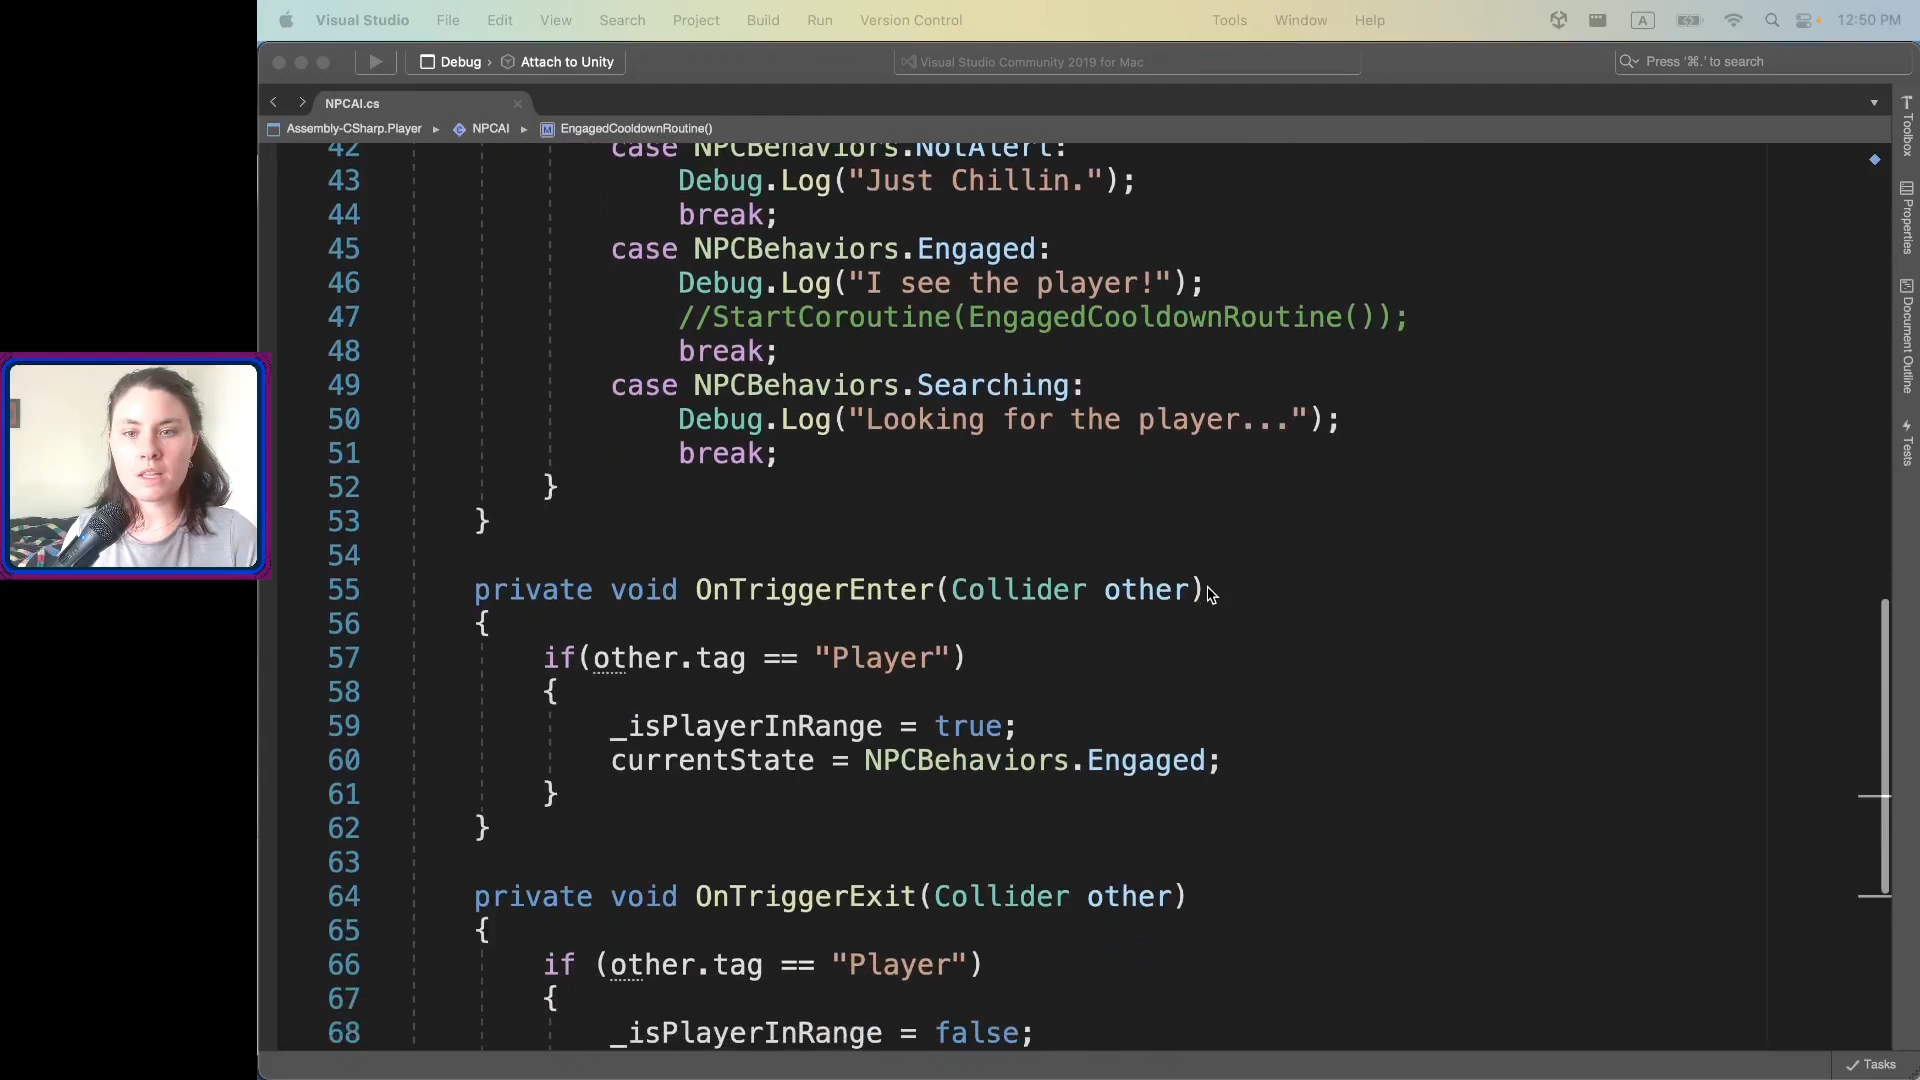 Visual Studio File Edit View Search Project Build Run Version Control Tools Window Help A 12:50 PM
Debug › Attach to Unity Visual Studio Community 2019 for Mac Press '⌘.' to search
NPCAI.cs
Assembly-CSharp.Player NPCAI M EngagedCooldownRoutine()
42 case NPCBehaviors.NotAlert:
43 Debug.Log("Just Chillin.");
44 break;
45 case NPCBehaviors.Engaged:
46 Debug.Log("I see the player!");
47 //StartCoroutine(EngagedCooldownRoutine());
48 break;
49 case NPCBehaviors.Searching:
50 Debug.Log("Looking for the player...");
51 break;
52 }
53 }
54
55 private void OnTriggerEnter(Collider other)
56 {
57 if(other.tag == "Player")
58 {
59 _isPlayerInRange = true;
60 currentState = NPCBehaviors.Engaged;
61 }
62 }
63
64 private void OnTriggerExit(Collider other)
65 {
66 if (other.tag == "Player")
67 {
68 _isPlayerInRange = false;
Toolbox
Properties
Document Outline
Tests
Tasks